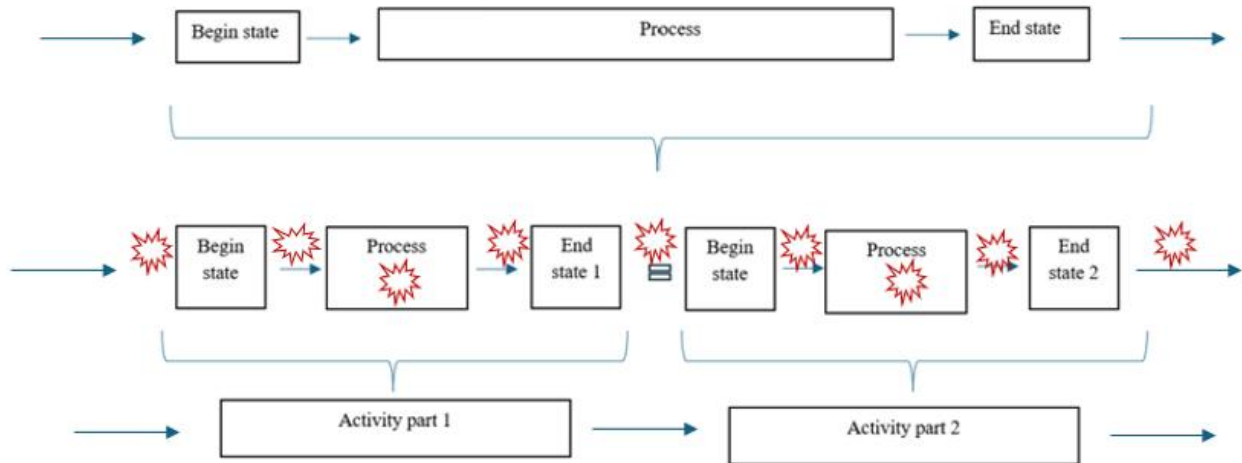 Begin state
Process
End state
Begin
state
Process
End
state 1
Begin
state
Process
End
state 2
Activity part 1
Activity part 2